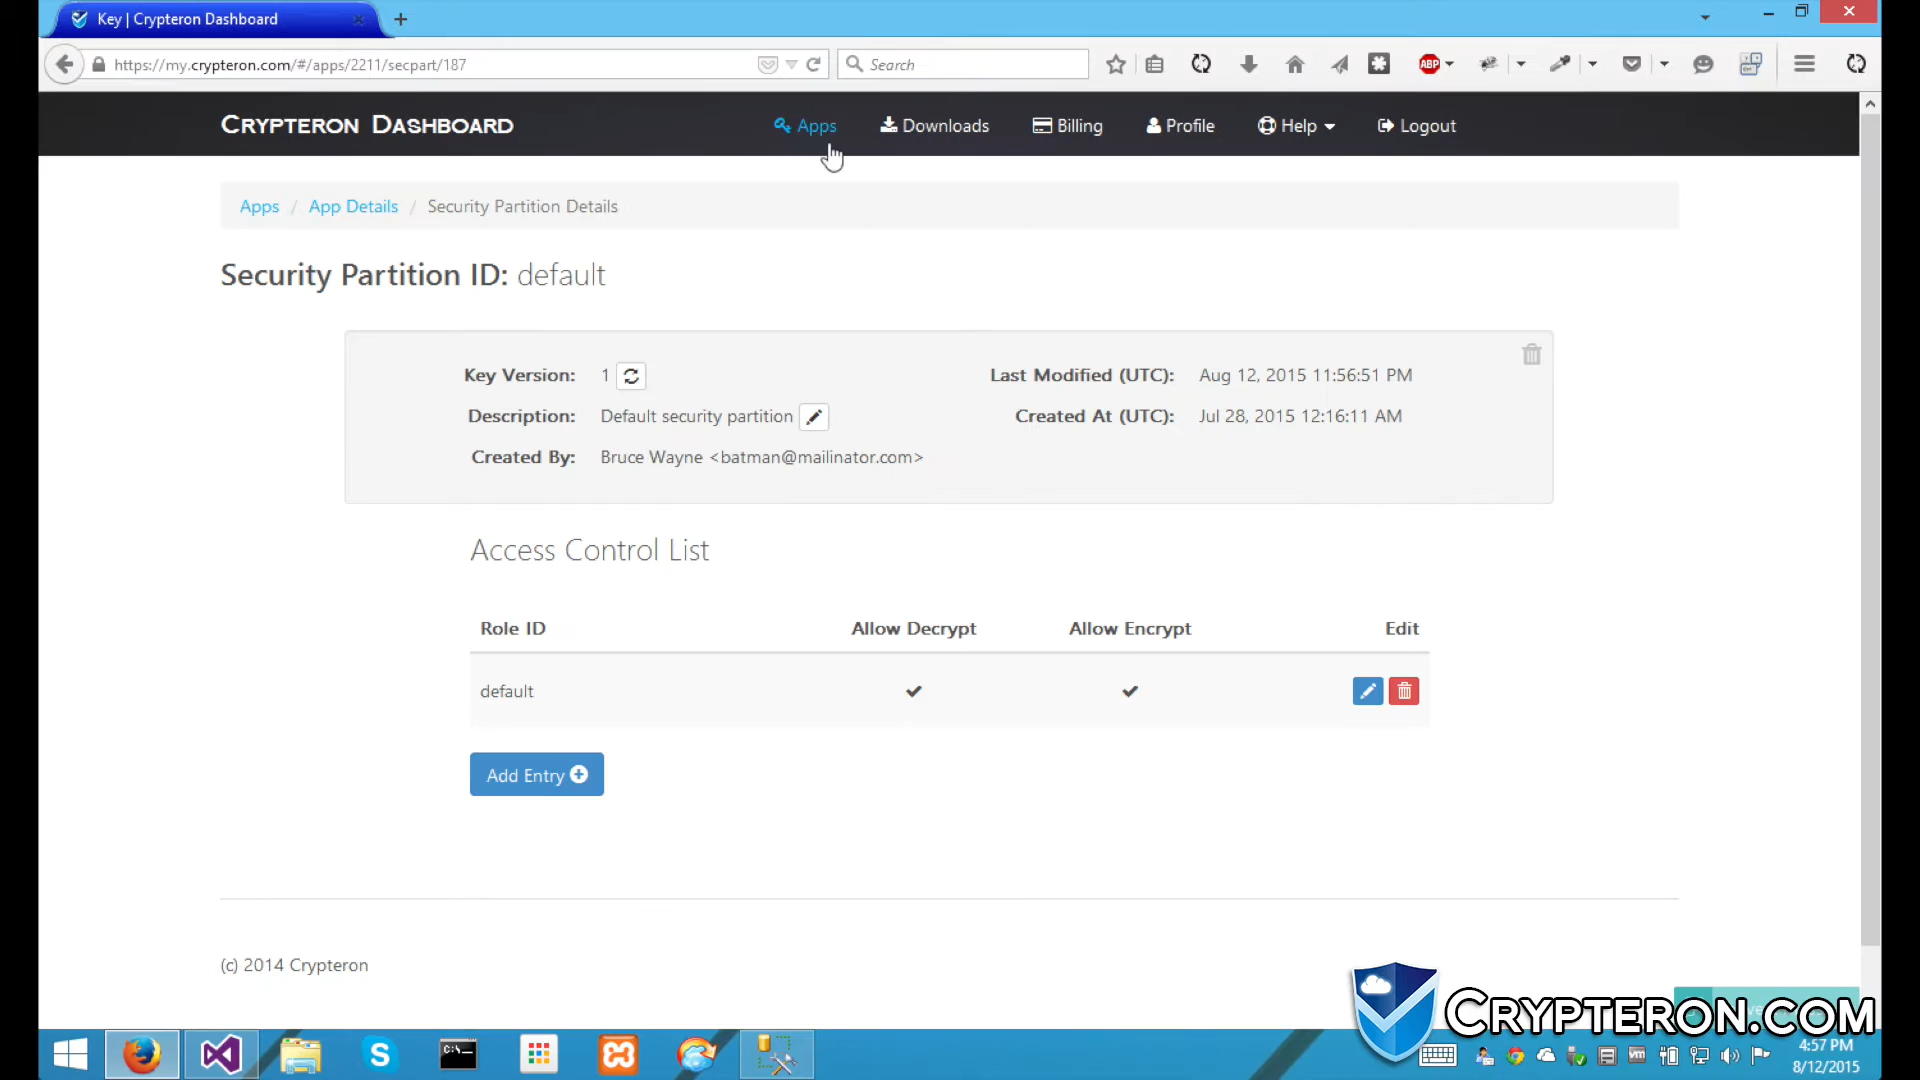 Key | Crypteron Dashboard
https://my.crypteron.com/#/apps/2211/secpart/187
Search
ABP
CRYPTERON DASHBOARD
Apps
Downloads
Billing
Profile
Help
Logout
Apps / App Details / Security Partition Details
Security Partition ID: default
Key Version: 1
Last Modified (UTC): Aug 12, 2015 11:56:51 PM
Description: Default security partition
Created At (UTC): Jul 28, 2015 12:16:11 AM
Created By: Bruce Wayne <batman@mailinator.com>
Access Control List
Role ID
Allow Decrypt
Allow Encrypt
Edit
default
Add Entry
(c) 2014 Crypteron
CRYPTERON.COM
4:57 PM
8/12/2015